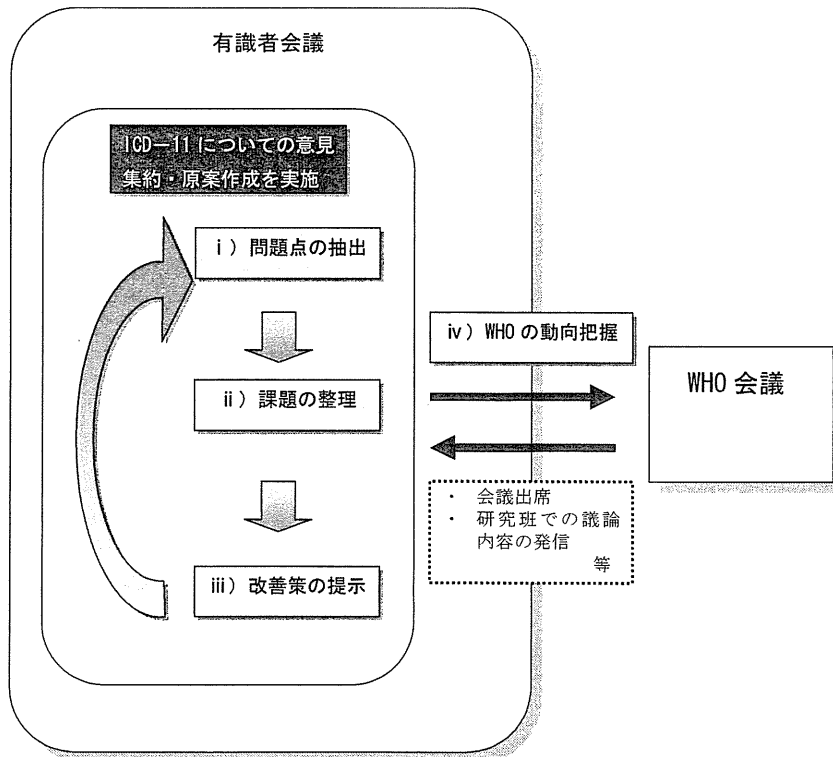 有識者会議
ICD－11についての意見
集約・原案作成を実施
ⅰ）問題点の抽出
ⅱ）課題の整理
ⅲ）改善策の提示
ⅳ）WHOの動向把握
WHO会議
・ 会議出席
・ 研究班での議論
内容の発信
等